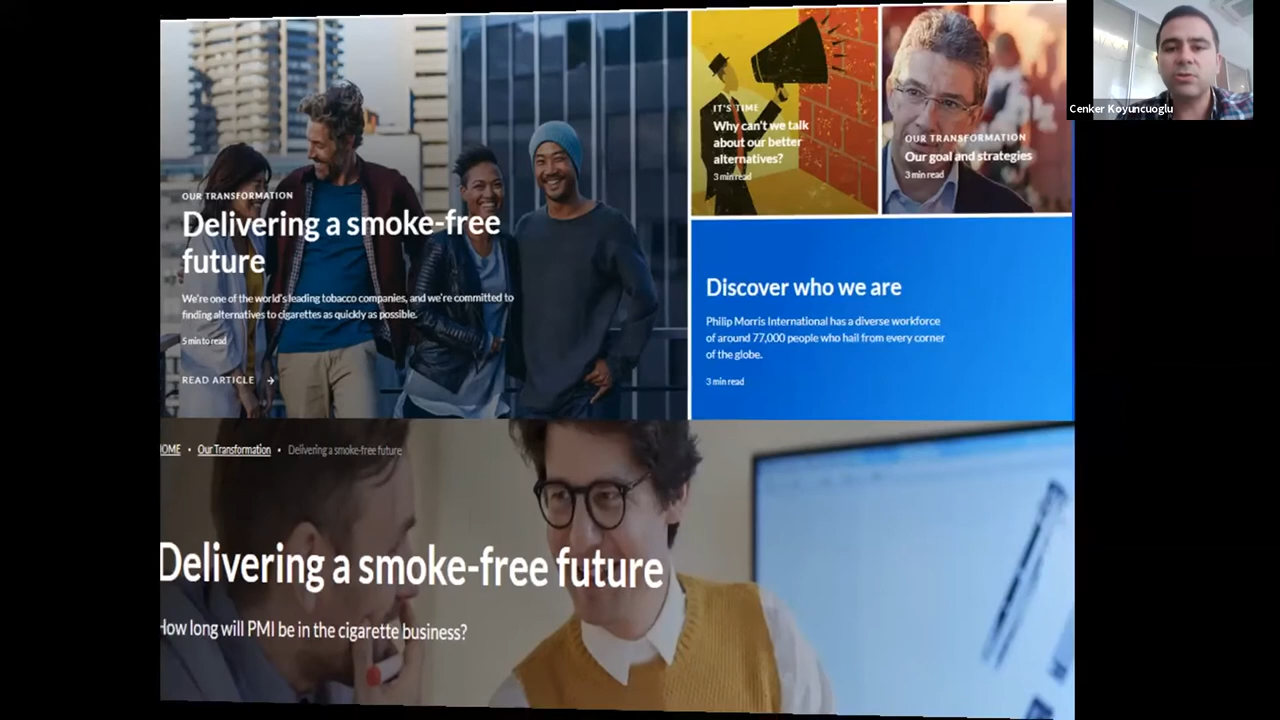 OUR TRANSFORMATION
Delivering a smoke-free
future
We're one of the world's leading tobacco companies, and we're committed to
finding alternatives to cigarettes as quickly as possible.
5 min to read
READ ARTICLE →
IT'S TIME
Why can't we talk
about our better
alternatives?
3 min read
OUR TRANSFORMATION
Our goal and strategies
3 min read
Discover who we are
Philip Morris International has a diverse workforce
of around 77,000 people who hail from every corner
of the globe.
3 min read
Cenker Koyuncuoglu
OME • Our Transformation • Delivering a smoke-free future
Delivering a smoke-free future
How long will PMI be in the cigarette business?